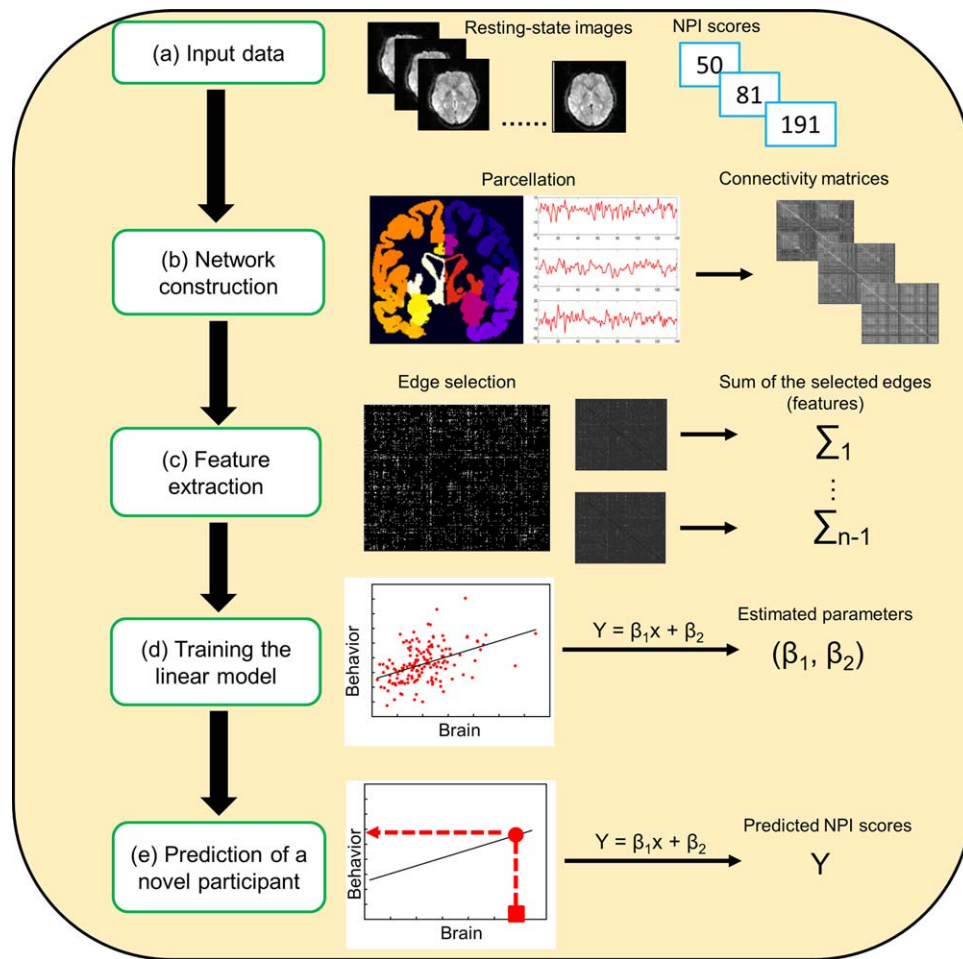 (a) Input data
Resting-state images
NPI scores
50
81
191
......
(b) Network
construction
Parcellation
Connectivity matrices
(c) Feature
extraction
Edge selection
Sum of the selected edges
(features)
∑1
⋮
∑n-1
(d) Training the
linear model
Behavior
Brain
Y = β1x + β2
Estimated parameters
(β1, β2)
(e) Prediction of a
novel participant
Behavior
Brain
Y = β1x + β2
Predicted NPI scores
Y